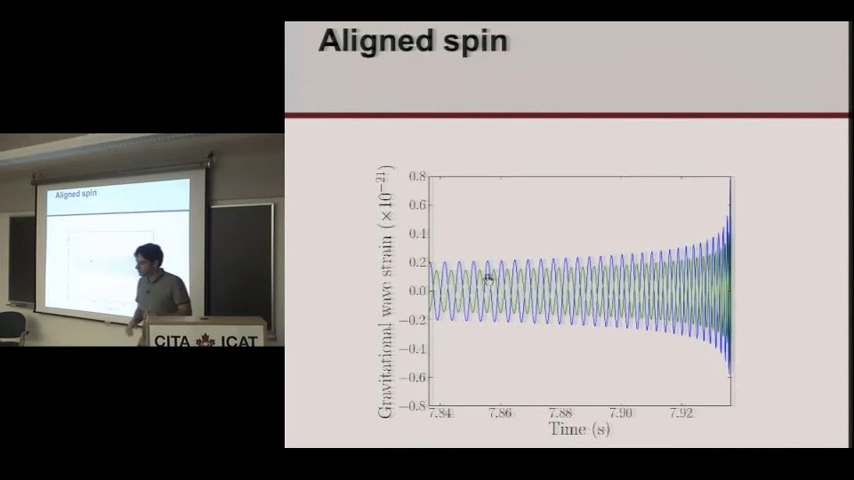 Aligned spin
Aligned spin
CITA ICAT
Gravitational wave strain (×10⁻²¹)
0.8
0.6
0.4
0.2
0.0
−0.2
−0.4
−0.6
−0.8
7.84 7.86 7.88 7.90 7.92
Time (s)